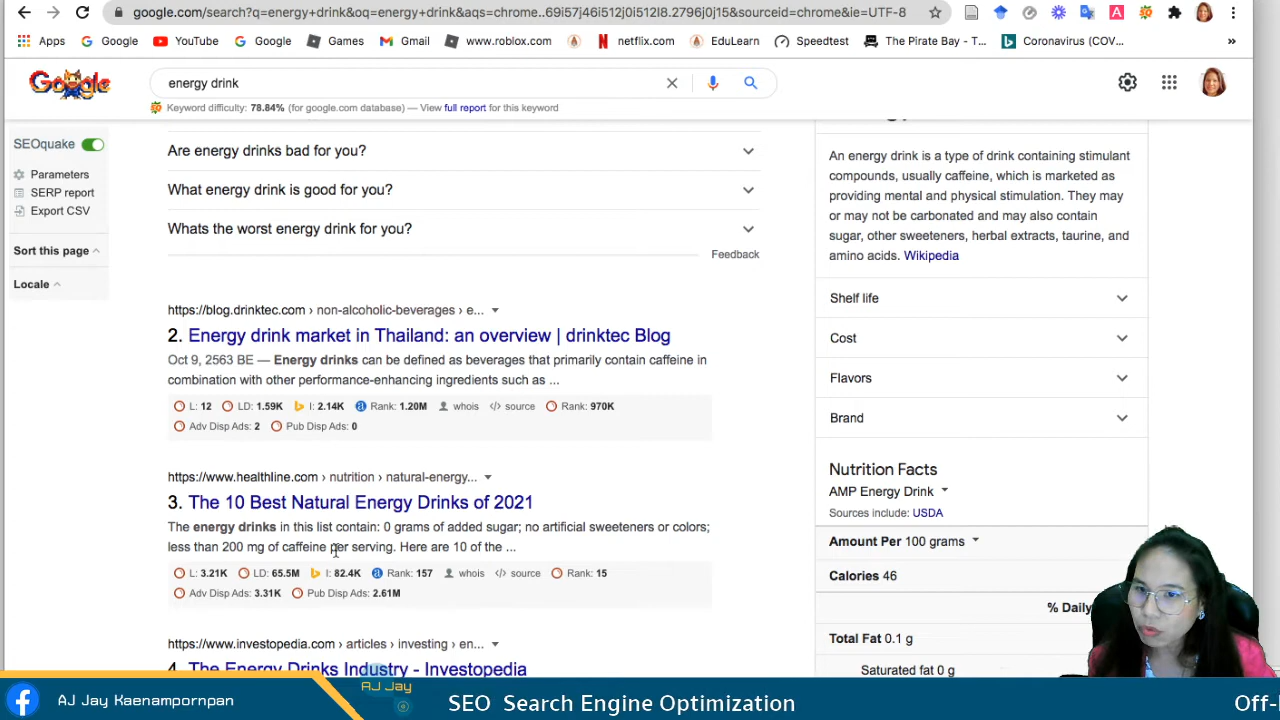 google.com/search?q=energy+drink&oq=energy+drink&aqs=chrome..69i57j46i512j0i512l8.2796j0j15&sourceid=chrome&ie=UTF-8
Apps Google YouTube Google Games Gmail www.roblox.com netflix.com EduLearn Speedtest The Pirate Bay - T... Coronavirus (COV... »
Google energy drink
Keyword difficulty: 78.84% (for google.com database) — View full report for this keyword
SEOquake
Parameters
SERP report
Export CSV
Sort this page
Locale
Are energy drinks bad for you?
What energy drink is good for you?
Whats the worst energy drink for you?
Feedback
https://blog.drinktec.com › non-alcoholic-beverages › e...
2. Energy drink market in Thailand: an overview | drinktec Blog
Oct 9, 2563 BE — Energy drinks can be defined as beverages that primarily contain caffeine in
combination with other performance-enhancing ingredients such as ...
L: 12 LD: 1.59K I: 2.14K Rank: 1.20M whois source Rank: 970K
Adv Disp Ads: 2 Pub Disp Ads: 0
https://www.healthline.com › nutrition › natural-energy...
3. The 10 Best Natural Energy Drinks of 2021
The energy drinks in this list contain: 0 grams of added sugar; no artificial sweeteners or colors;
less than 200 mg of caffeine per serving. Here are 10 of the ...
L: 3.21K LD: 65.5M I: 82.4K Rank: 157 whois source Rank: 15
Adv Disp Ads: 3.31K Pub Disp Ads: 2.61M
https://www.investopedia.com › articles › investing › en...
4. The Energy Drinks Industry - Investopedia
An energy drink is a type of drink containing stimulant
compounds, usually caffeine, which is marketed as
providing mental and physical stimulation. They may
or may not be carbonated and may also contain
sugar, other sweeteners, herbal extracts, taurine, and
amino acids. Wikipedia
Shelf life
Cost
Flavors
Brand
Nutrition Facts
AMP Energy Drink
Sources include: USDA
Amount Per 100 grams
Calories 46
% Daily
Total Fat 0.1 g
Saturated fat 0 g
AJ Jay Kaenampornpan
AJ Jay
SEO Search Engine Optimization
Off-